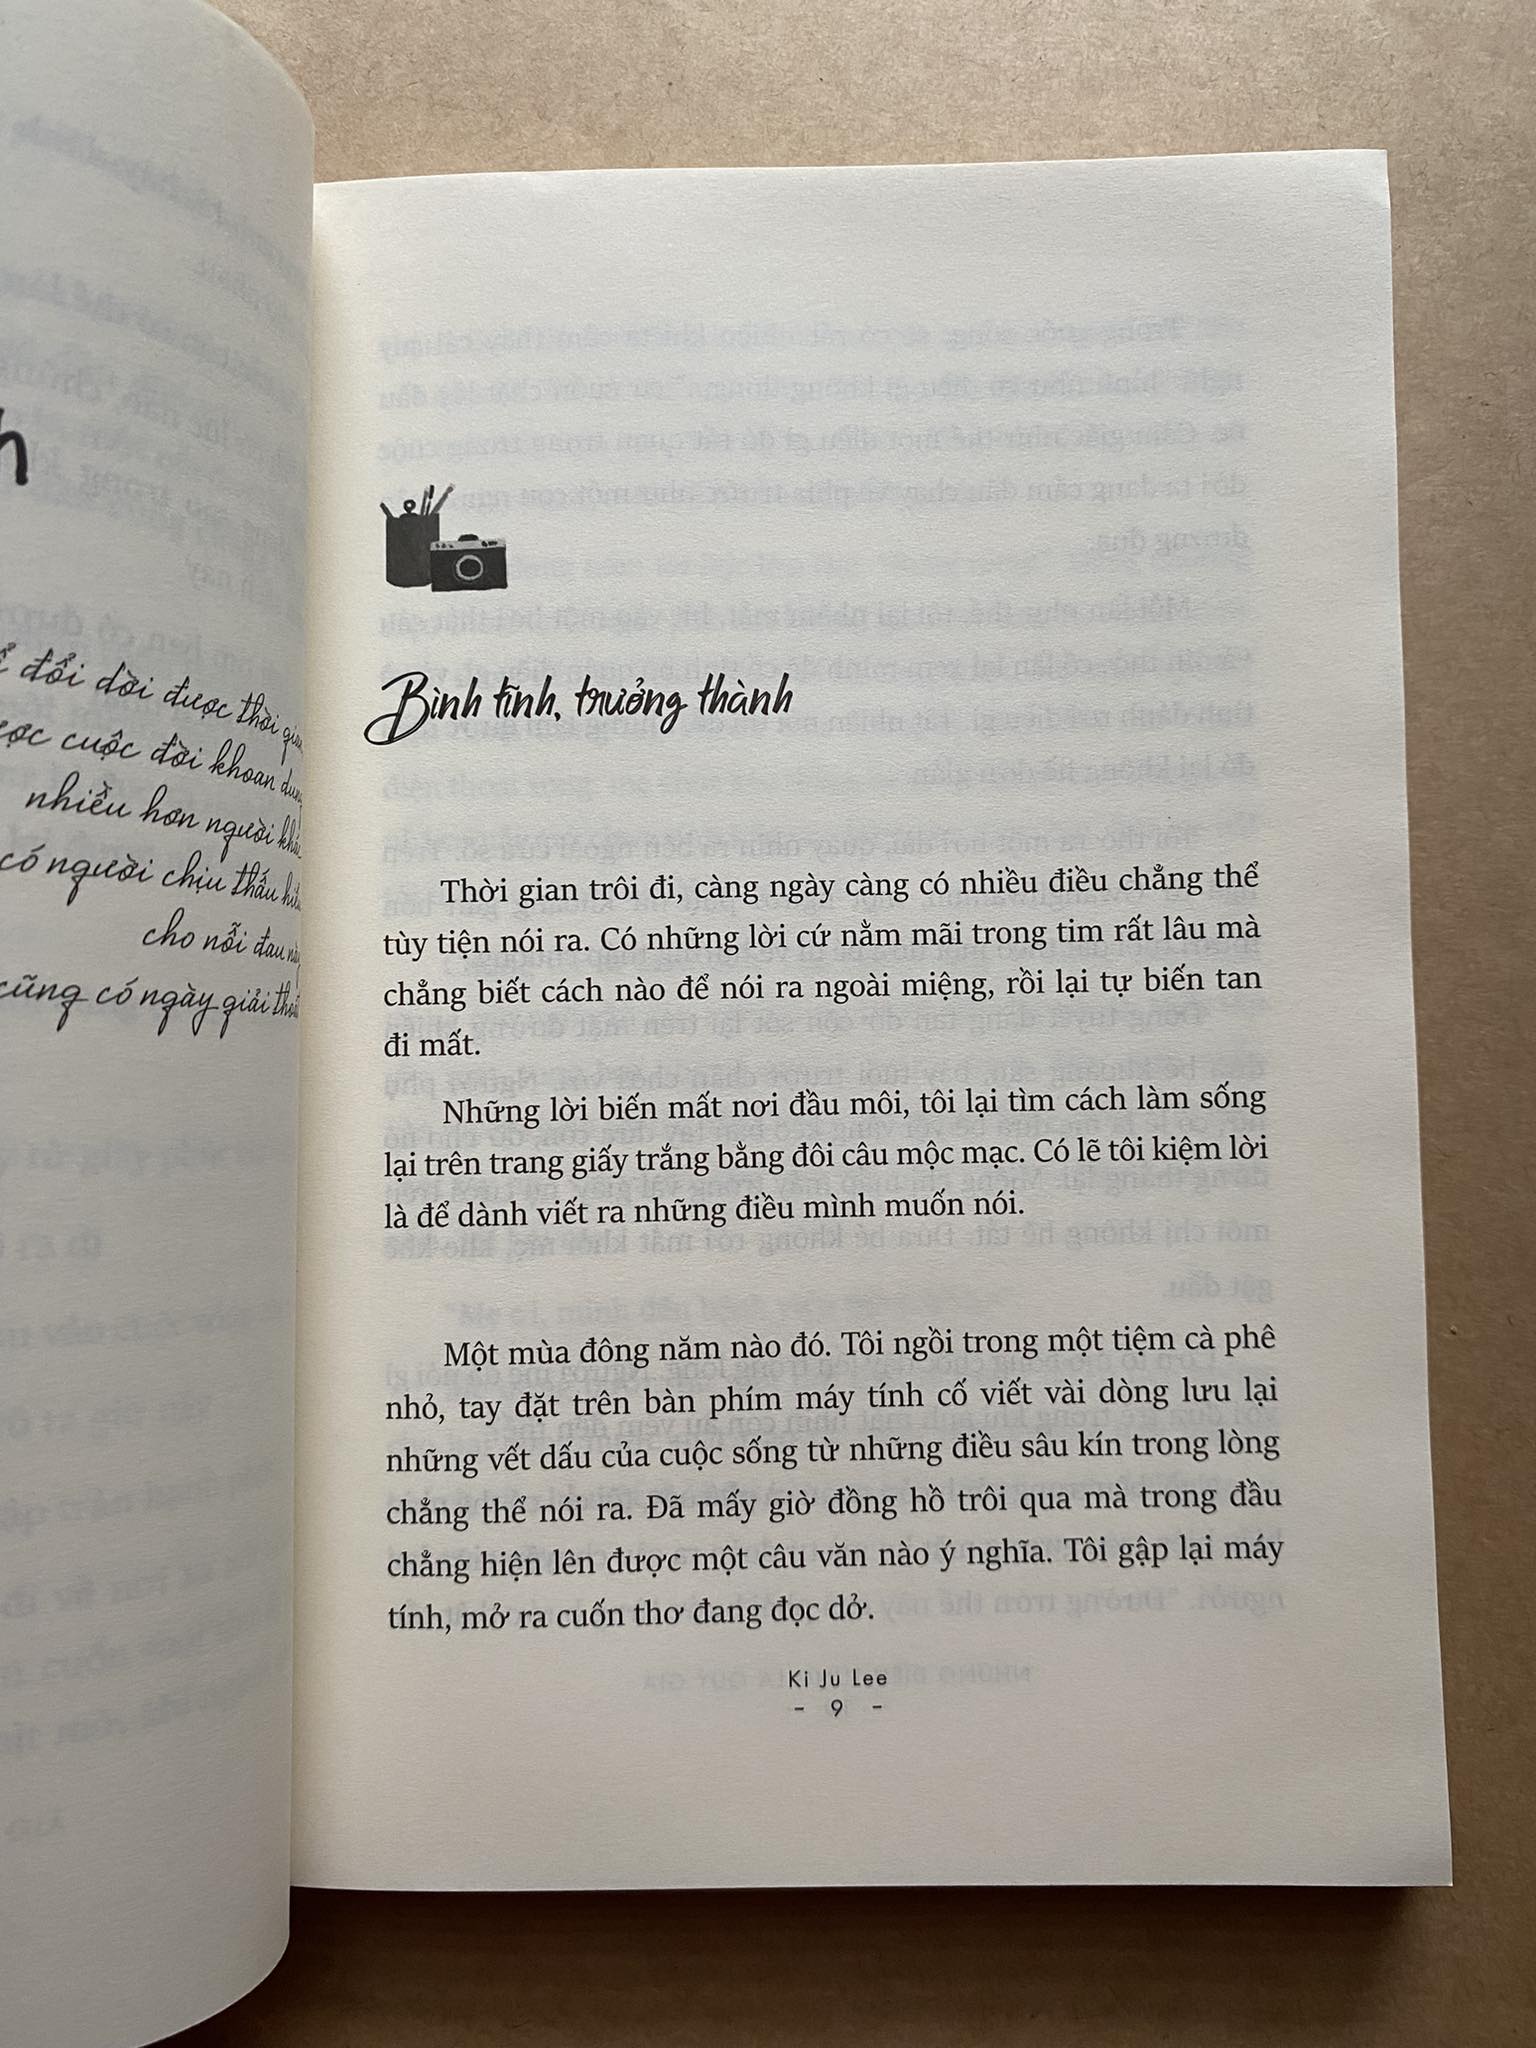 h
đổi dời được thời gian
cuộc đời khoan dung
nhiều hơn người
có người chịu thấu
cho nỗi đau này
cũng có ngày giải
Bình tĩnh, trưởng thành
Thời gian trôi đi, càng ngày càng có nhiều điều chẳng thể
tùy tiện nói ra. Có những lời cứ nằm mãi trong tim rất lâu mà
chẳng biết cách nào để nói ra ngoài miệng, rồi lại tự biến tan
đi mất.
Những lời biến mất nơi đầu môi, tôi lại tìm cách làm sống
lại trên trang giấy trắng bằng đôi câu mộc mạc. Có lẽ tôi kiệm lời
là để dành viết ra những điều mình muốn nói.
Một mùa đông năm nào đó. Tôi ngồi trong một tiệm cà phê
nhỏ, tay đặt trên bàn phím máy tính cố viết vài dòng lưu lại
những vết dấu của cuộc sống từ những điều sâu kín trong lòng
chẳng thể nói ra. Đã mấy giờ đồng hồ trôi qua mà trong đầu
chẳng hiện lên được một câu văn nào ý nghĩa. Tôi gập lại máy
tính, mở ra cuốn thơ đang đọc dở.
Ki Ju Lee
- 9 -